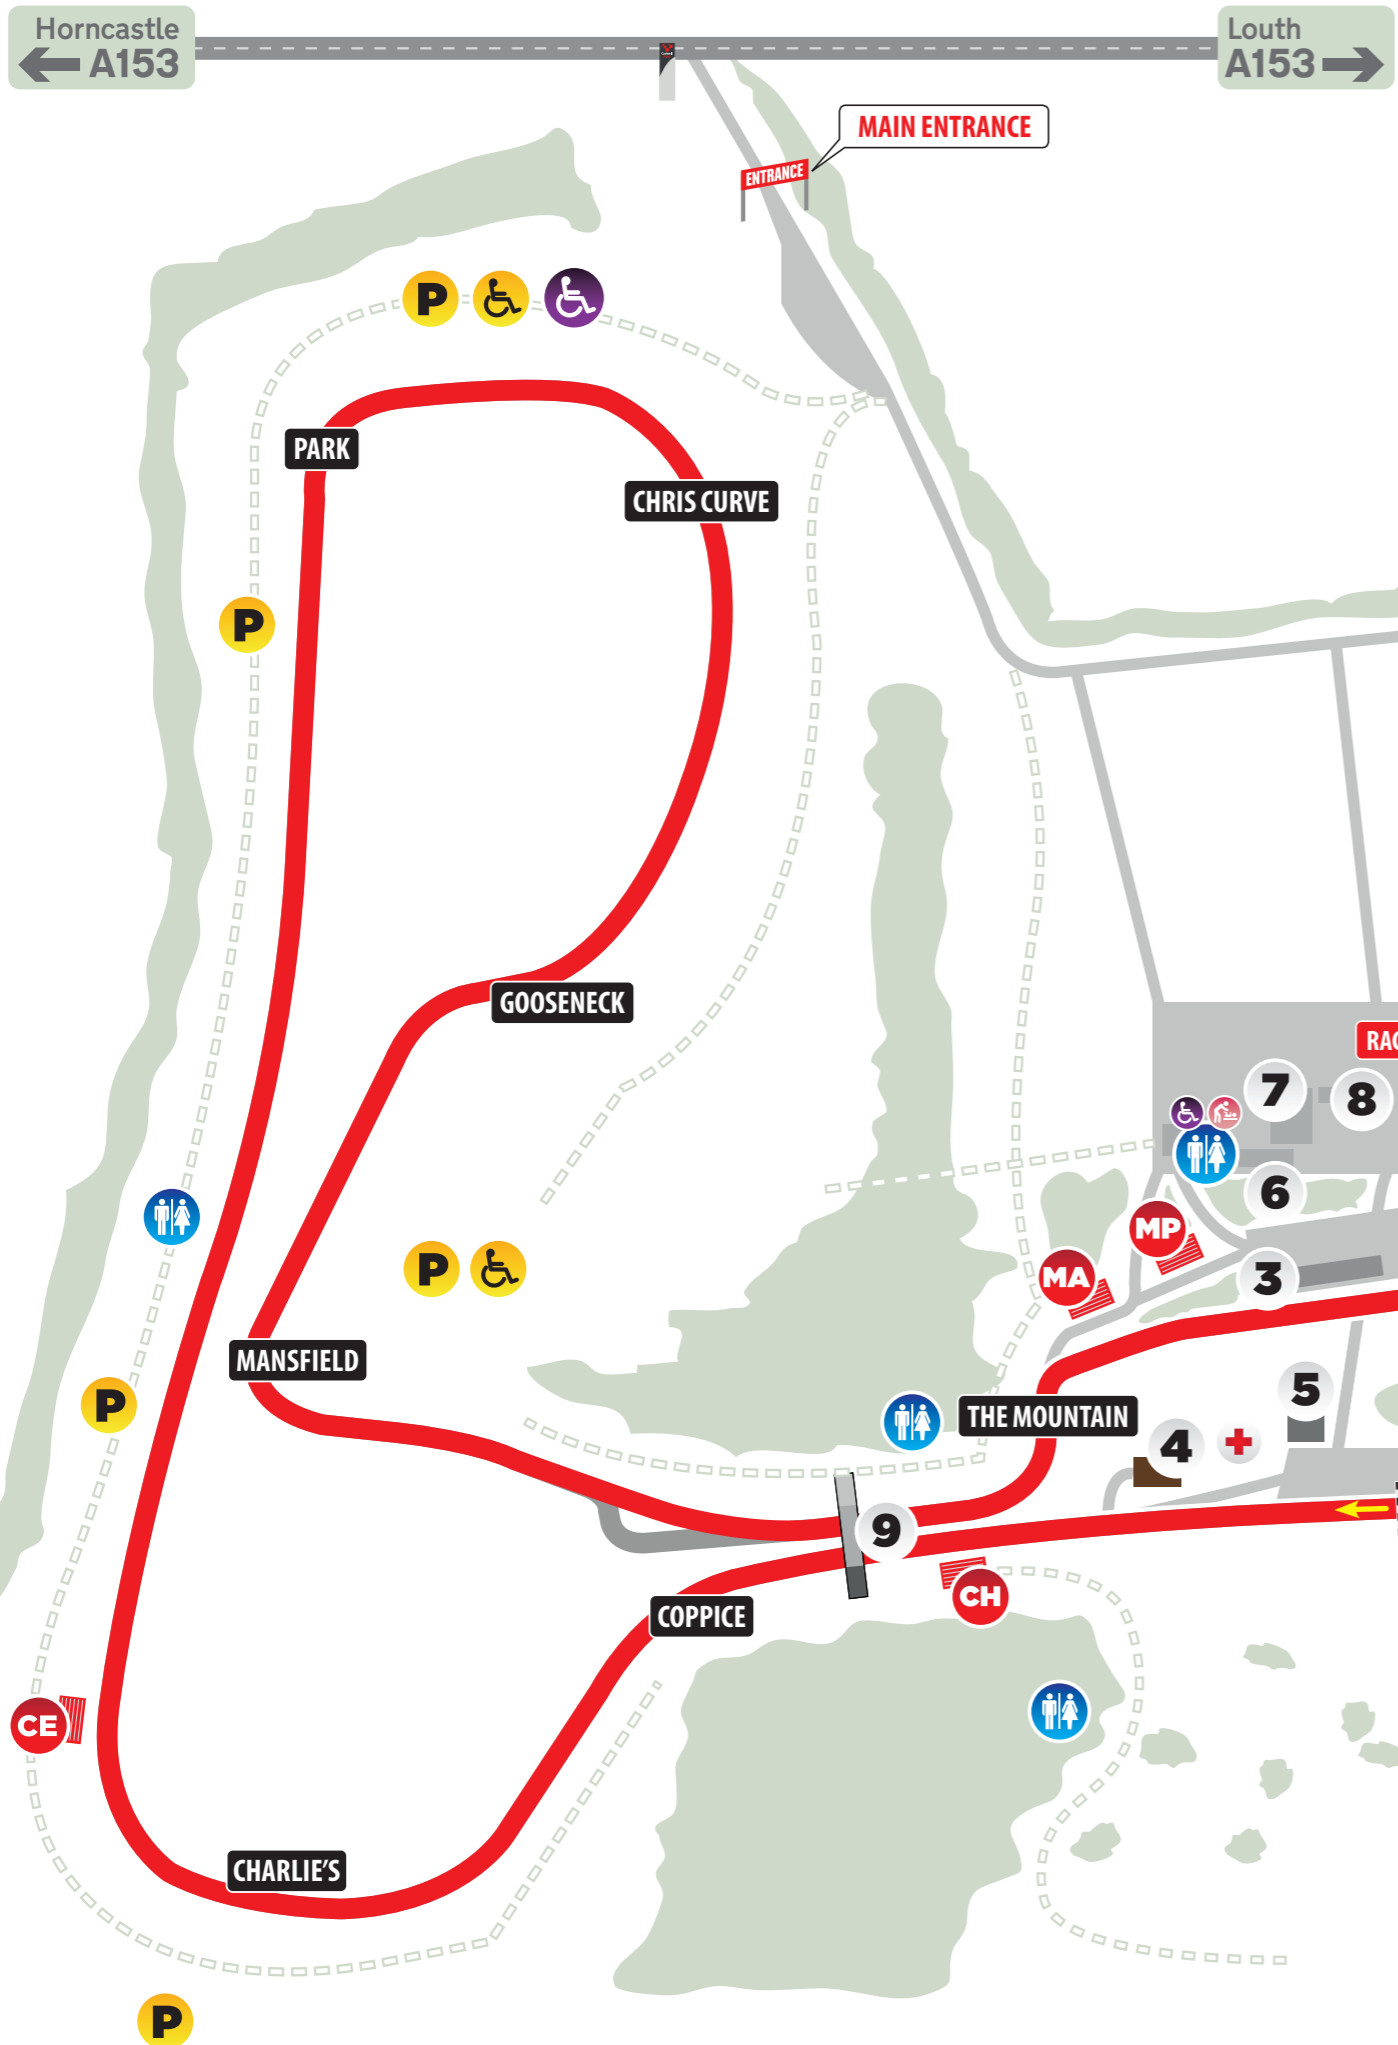 Horncastle
A153
Louth
A153
MAIN ENTRANCE
ENTRANCE
P
PARK
CHRIS CURVE
P
GOOSENECK
RAC
7
8
6
MP
MA
3
P
MANSFIELD
P
THE MOUNTAIN
5
4
9
CH
COPPICE
CE
CHARLIE'S
P